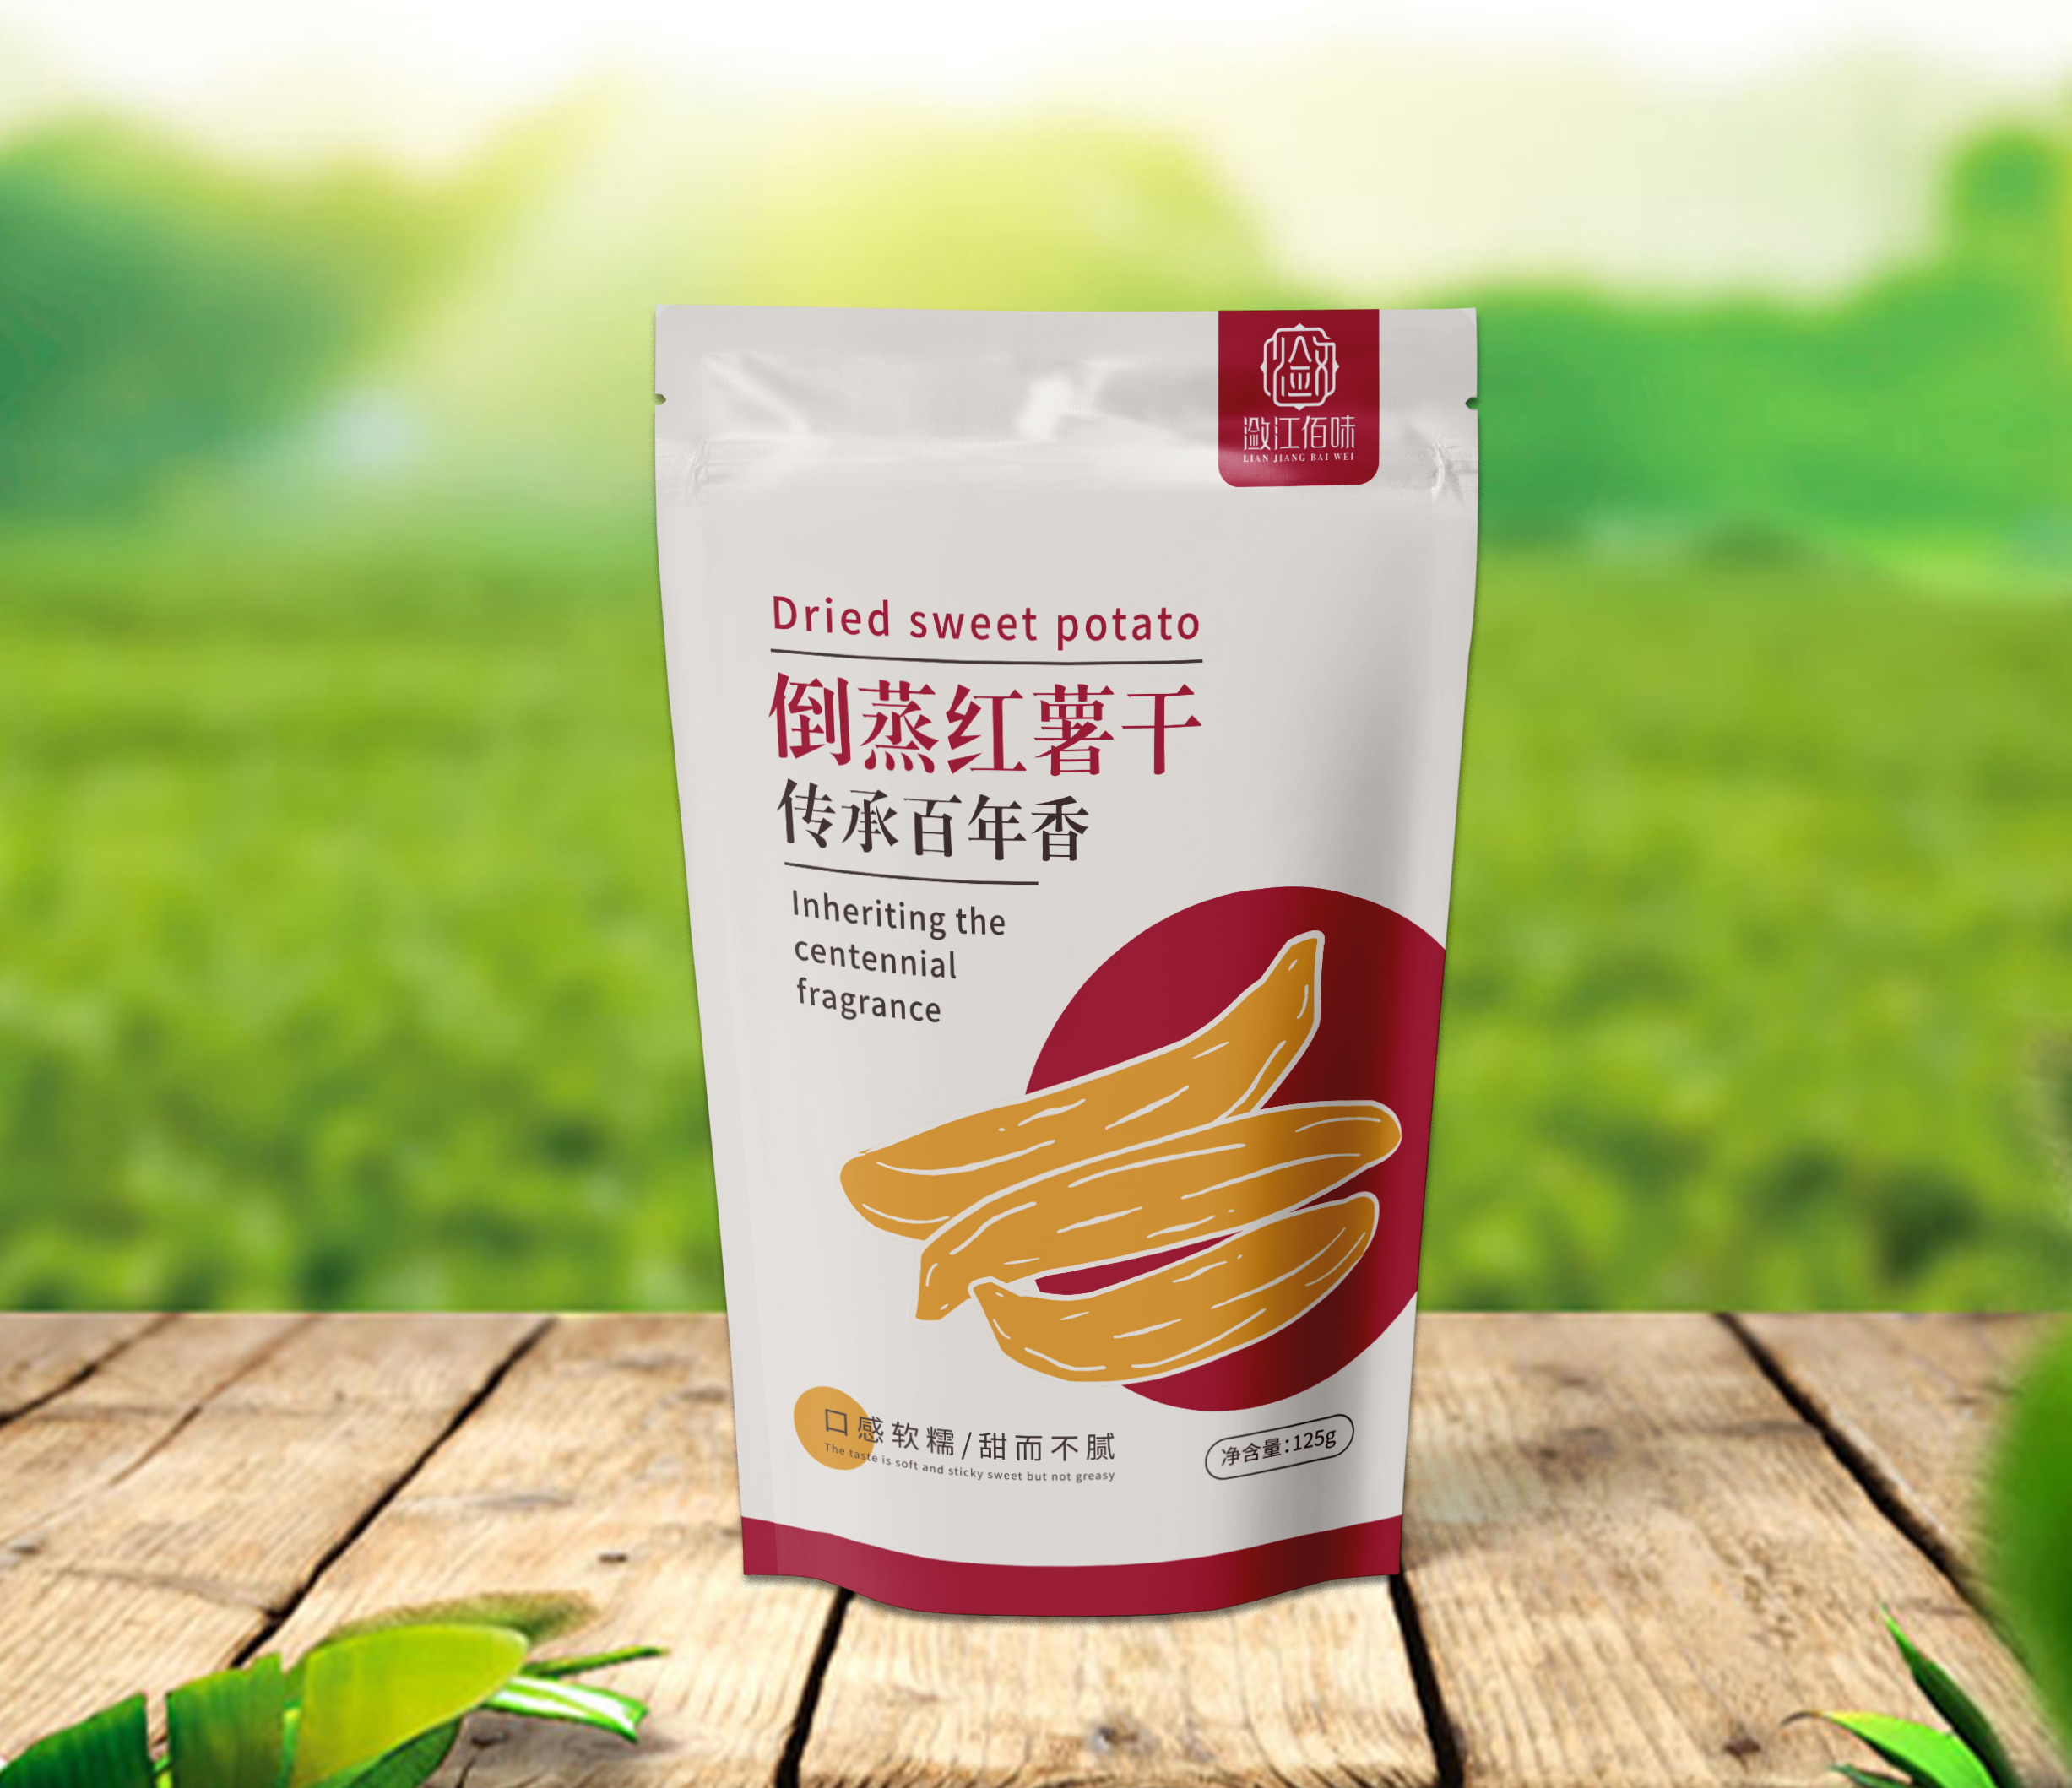 潋江佰味
LIAN JIANG BAI WEI
Dried sweet potato
倒蒸红薯干
传承百年香
Inheriting the
centennial
fragrance
口感软糯/甜而不腻
The taste is soft and sticky sweet but not greasy
净含量:125g